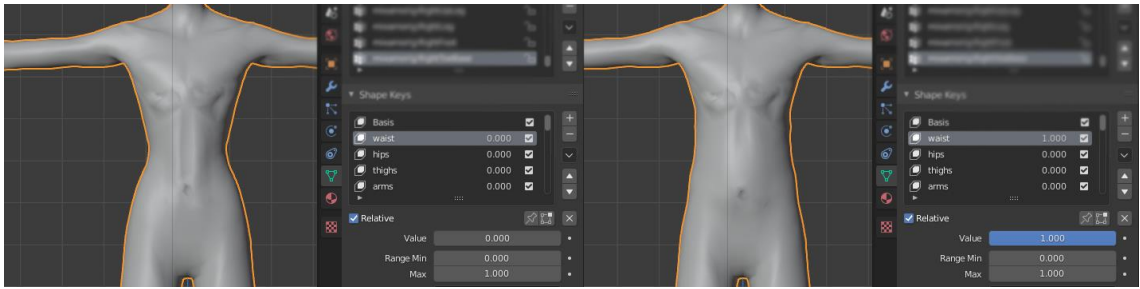 Shape Keys
Basis
waist 0.000
hips 0.000
thighs 0.000
arms 0.000
Relative
Value 0.000
Range Min 0.000
Max 1.000
Shape Keys
Basis
waist 1.000
hips 0.000
thighs 0.000
arms 0.000
Relative
Value 1.000
Range Min 0.000
Max 1.000